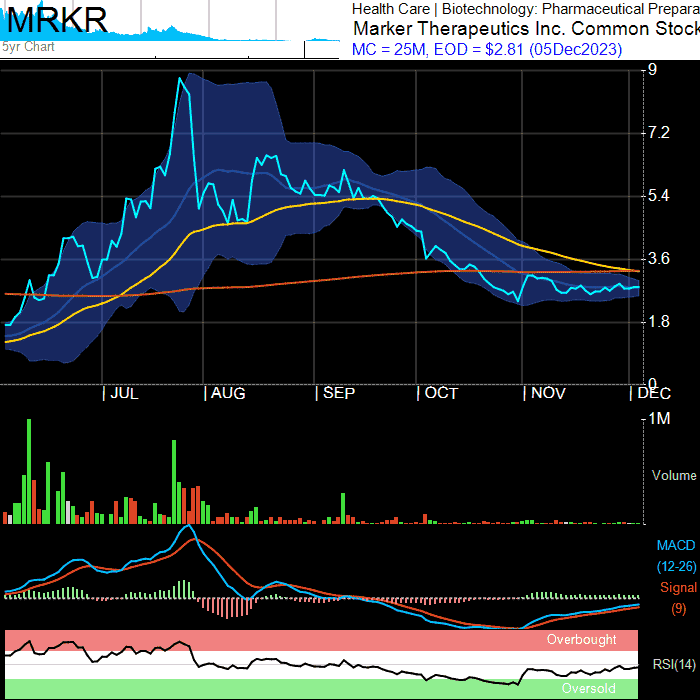 MRKR
5yr Chart
Health Care | Biotechnology: Pharmaceutical Prepara
Marker Therapeutics Inc. Common Stock
MC = 25M, EOD = $2.81 (05Dec2023)
9
7.2
5.4
3.6
1.8
0
| JUL | AUG | SEP | OCT | NOV | DEC
1M
Volume
MACD
(12-26)
Signal
(9)
Overbought
RSI(14)
Oversold